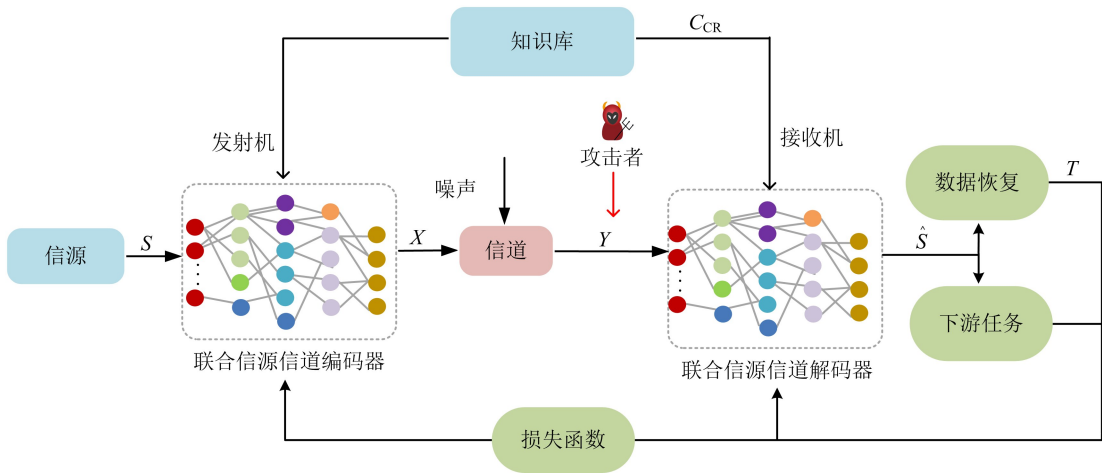 知识库
C_CR
发射机
攻击者
接收机
噪声
数据恢复
T
信源
S
X
信道
Y
Ŝ
下游任务
联合信源信道编码器
联合信源信道解码器
损失函数